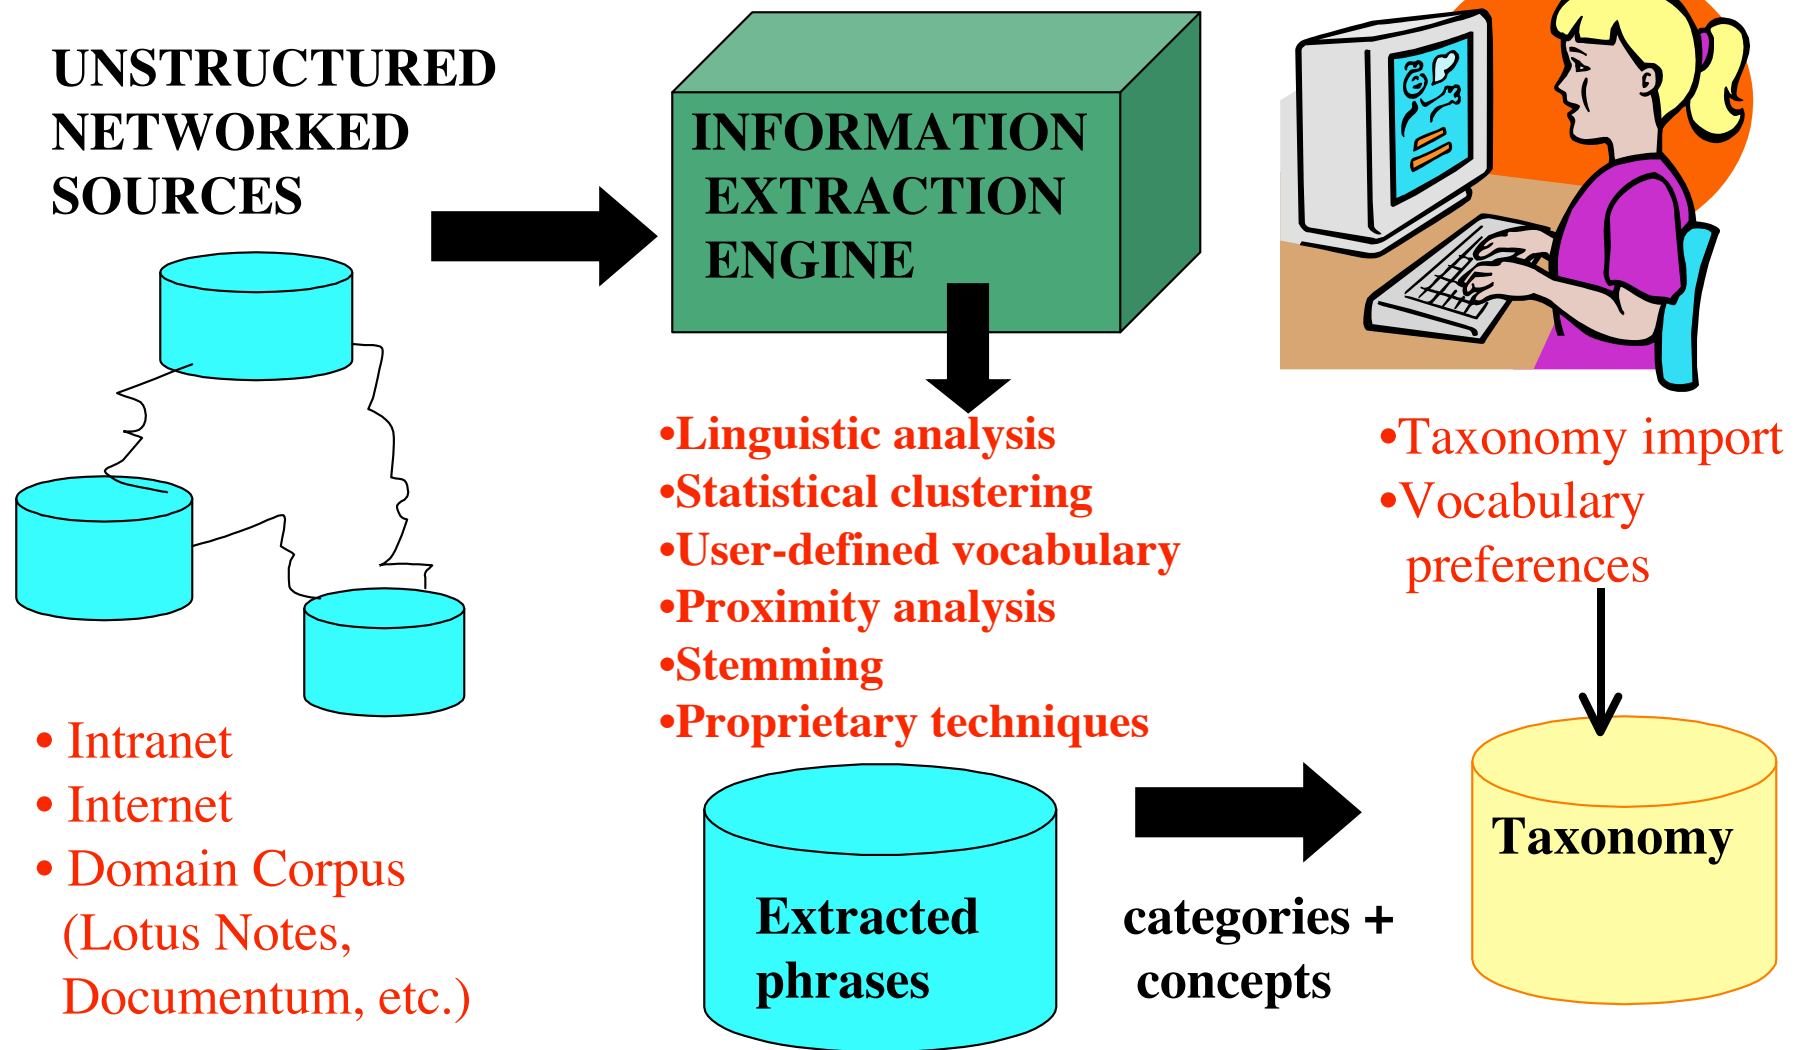 UNSTRUCTURED
NETWORKED
SOURCES
• Intranet
• Internet
• Domain Corpus
(Lotus Notes,
Documentum, etc.)
INFORMATION
EXTRACTION
ENGINE
•Linguistic analysis
•Statistical clustering
•User-defined vocabulary
•Proximity analysis
•Stemming
•Proprietary techniques
Extracted
phrases
categories +
concepts
•Taxonomy import
•Vocabulary
preferences
Taxonomy